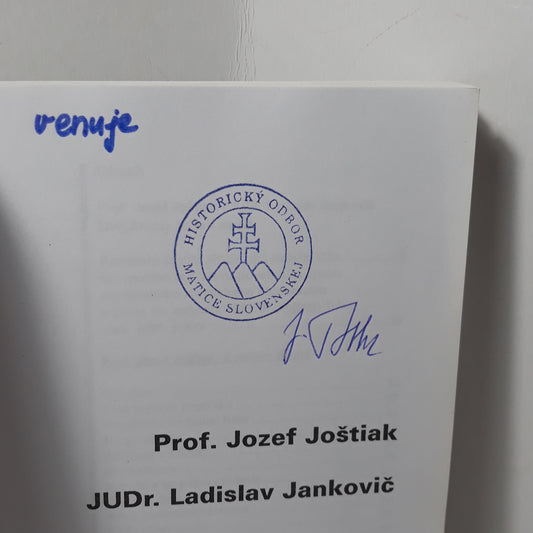 venuje
HISTORICKÝ ODBOR
MATICE SLOVENSKEJ
Prof. Jozef Joštiak
JUDr. Ladislav Jankovič